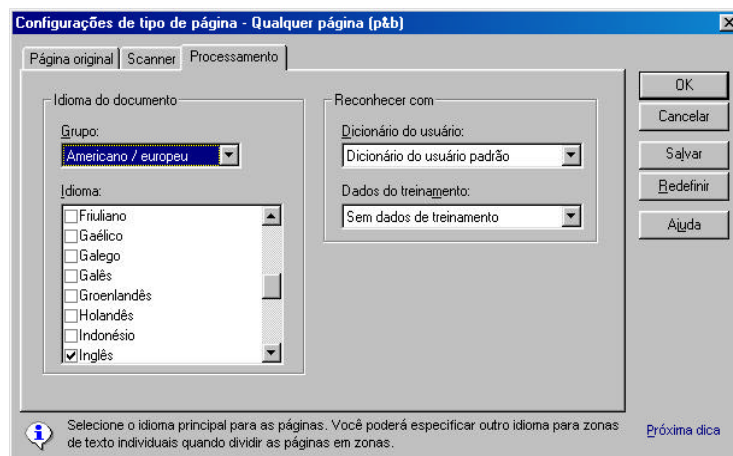 Configurações de tipo de página - Qualquer página (p&b)
Página original
Scanner
Processamento
Idioma do documento
Grupo:
Americano / europeu
Idioma:
Friuliano
Gaélico
Galego
Galês
Groenlandês
Holandês
Indonésio
Inglês
Reconhecer com
Dicionário do usuário:
Dicionário do usuário padrão
Dados do treinamento:
Sem dados de treinamento
OK
Cancelar
Salvar
Redefinir
Ajuda
Selecione o idioma principal para as páginas. Você poderá especificar outro idioma para zonas
de texto individuais quando dividir as páginas em zonas.
Próxima dica